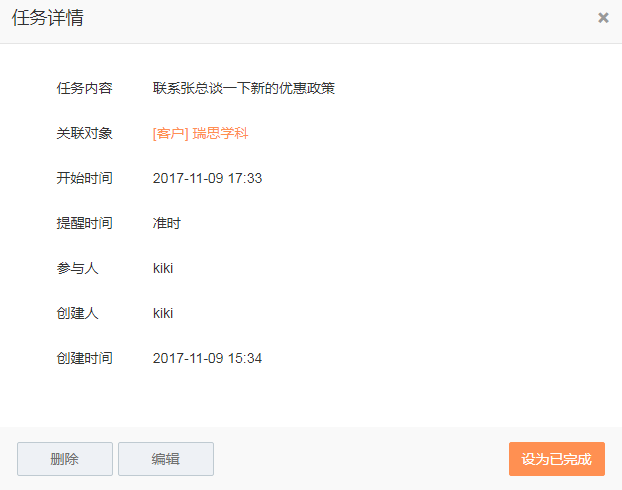 任务详情
任务内容 联系张总谈一下新的优惠政策
关联对象 [客户] 瑞思学科
开始时间 2017-11-09 17:33
提醒时间 准时
参与人 kiki
创建人 kiki
创建时间 2017-11-09 15:34
删除 编辑 设为已完成